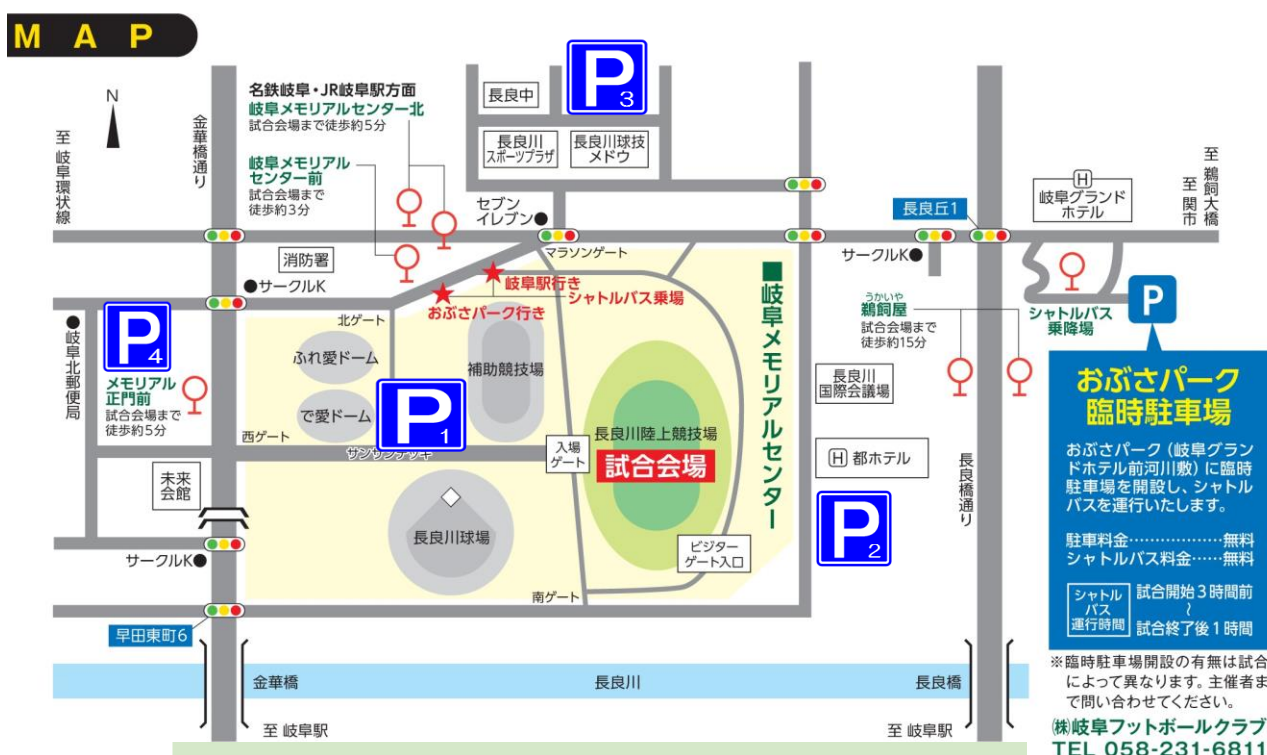 MAP
N
至 岐阜環状線
金華橋通り
名鉄岐阜・JR岐阜駅方面
岐阜メモリアルセンター北
試合会場まで徒歩約5分
岐阜メモリアル
センター前
試合会場まで
徒歩約3分
長良中
P3
長良川
スポーツプラザ
長良川球技
メドウ
セブン
イレブン
長良丘1
H
岐阜グランド
ホテル
至 鵜飼大橋
至 関市
消防署
サークルK
マラソンゲート
サークルK
岐阜駅行き
シャトルバス乗場
おぶさパーク行き
北ゲート
岐阜北郵便局
P4
メモリアル
正門前
試合会場まで
徒歩約5分
ふれ愛ドーム
で愛ドーム
補助競技場
P1
西ゲート
サンサンデッキ
入場
ゲート
長良川陸上競技場
試合会場
■岐阜メモリアルセンター
うかいや
鵜飼屋
試合会場まで
徒歩約15分
シャトルバス
乗降場
P
長良川
国際会議場
H 都ホテル
P2
長良橋通り
未来
会館
長良川球場
ビジター
ゲート入口
サークルK
南ゲート
早田東町6
金華橋
長良川
長良橋
至 岐阜駅
至 岐阜駅
おぶさパーク
臨時駐車場
おぶさパーク（岐阜グラン
ドホテル前河川敷）に臨時
駐車場を開設し、シャトル
バスを運行いたします。
駐車料金………………無料
シャトルバス料金……無料
シャトル
バス
運行時間
試合開始3時間前
〜
試合終了後1時間
※臨時駐車場開設の有無は試合
によって異なります。主催者ま
で問い合わせてください。
㈱岐阜フットボールクラブ
TEL 058-231-6811